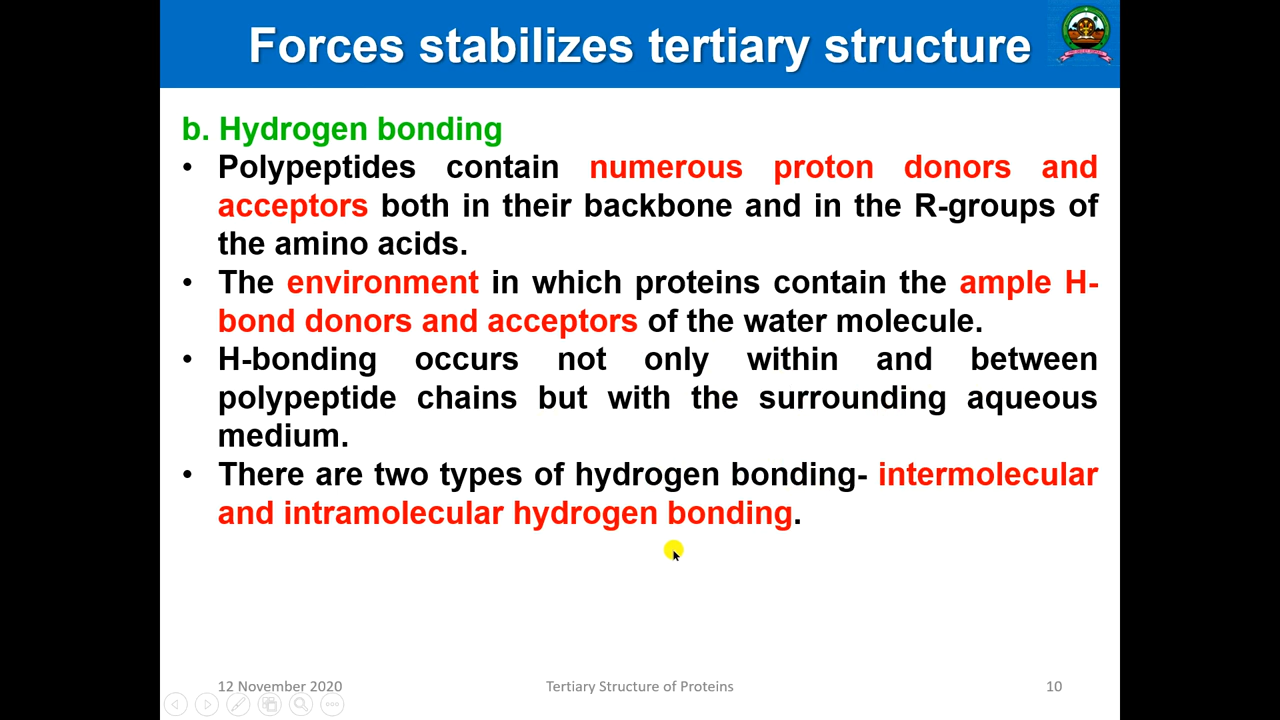 Forces stabilizes tertiary structure
b. Hydrogen bonding
• Polypeptides contain numerous proton donors and
acceptors both in their backbone and in the R-groups of
the amino acids.
• The environment in which proteins contain the ample H-
bond donors and acceptors of the water molecule.
• H-bonding occurs not only within and between
polypeptide chains but with the surrounding aqueous
medium.
• There are two types of hydrogen bonding- intermolecular
and intramolecular hydrogen bonding.
12 November 2020
Tertiary Structure of Proteins
10